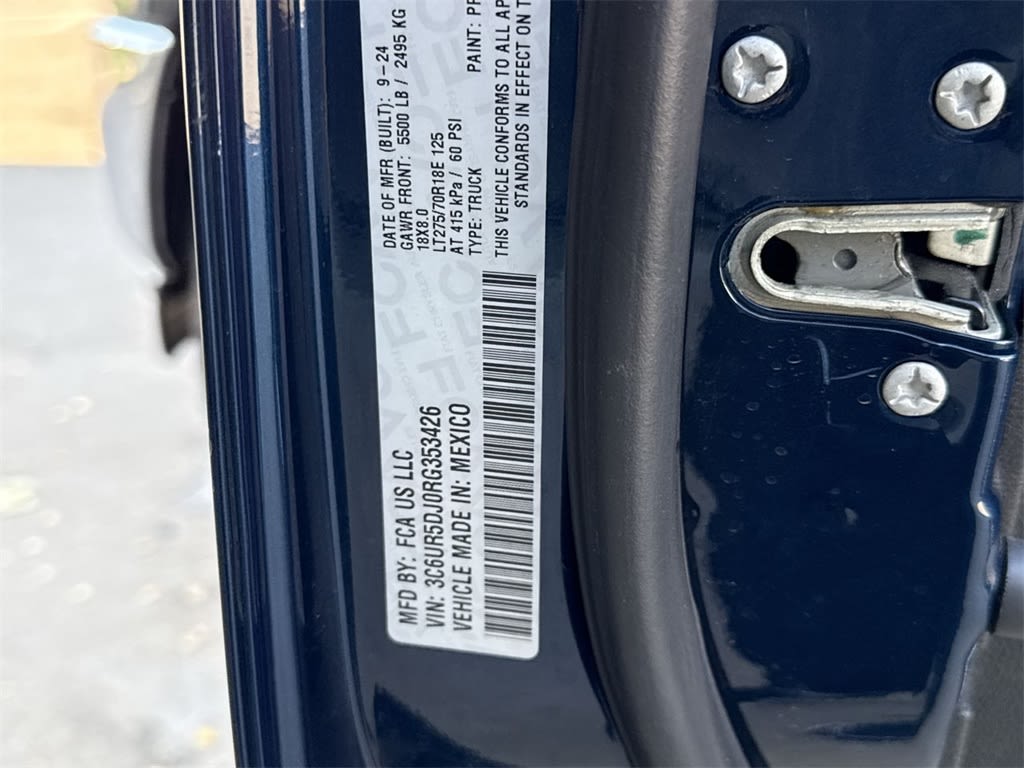 MFD BY: FCA US LLC
VIN: 3C6UR5DJ0RG353426
VEHICLE MADE IN: MEXICO
DATE OF MFR (BUILT): 9-24
GAWR FRONT: 5500 LB / 2495 KG
18X8.0
LT275/70R18E 125
AT 415 kPa / 60 PSI
TYPE: TRUCK PAINT:
THIS VEHICLE CONFORMS TO ALL
STANDARDS IN EFFECT ON